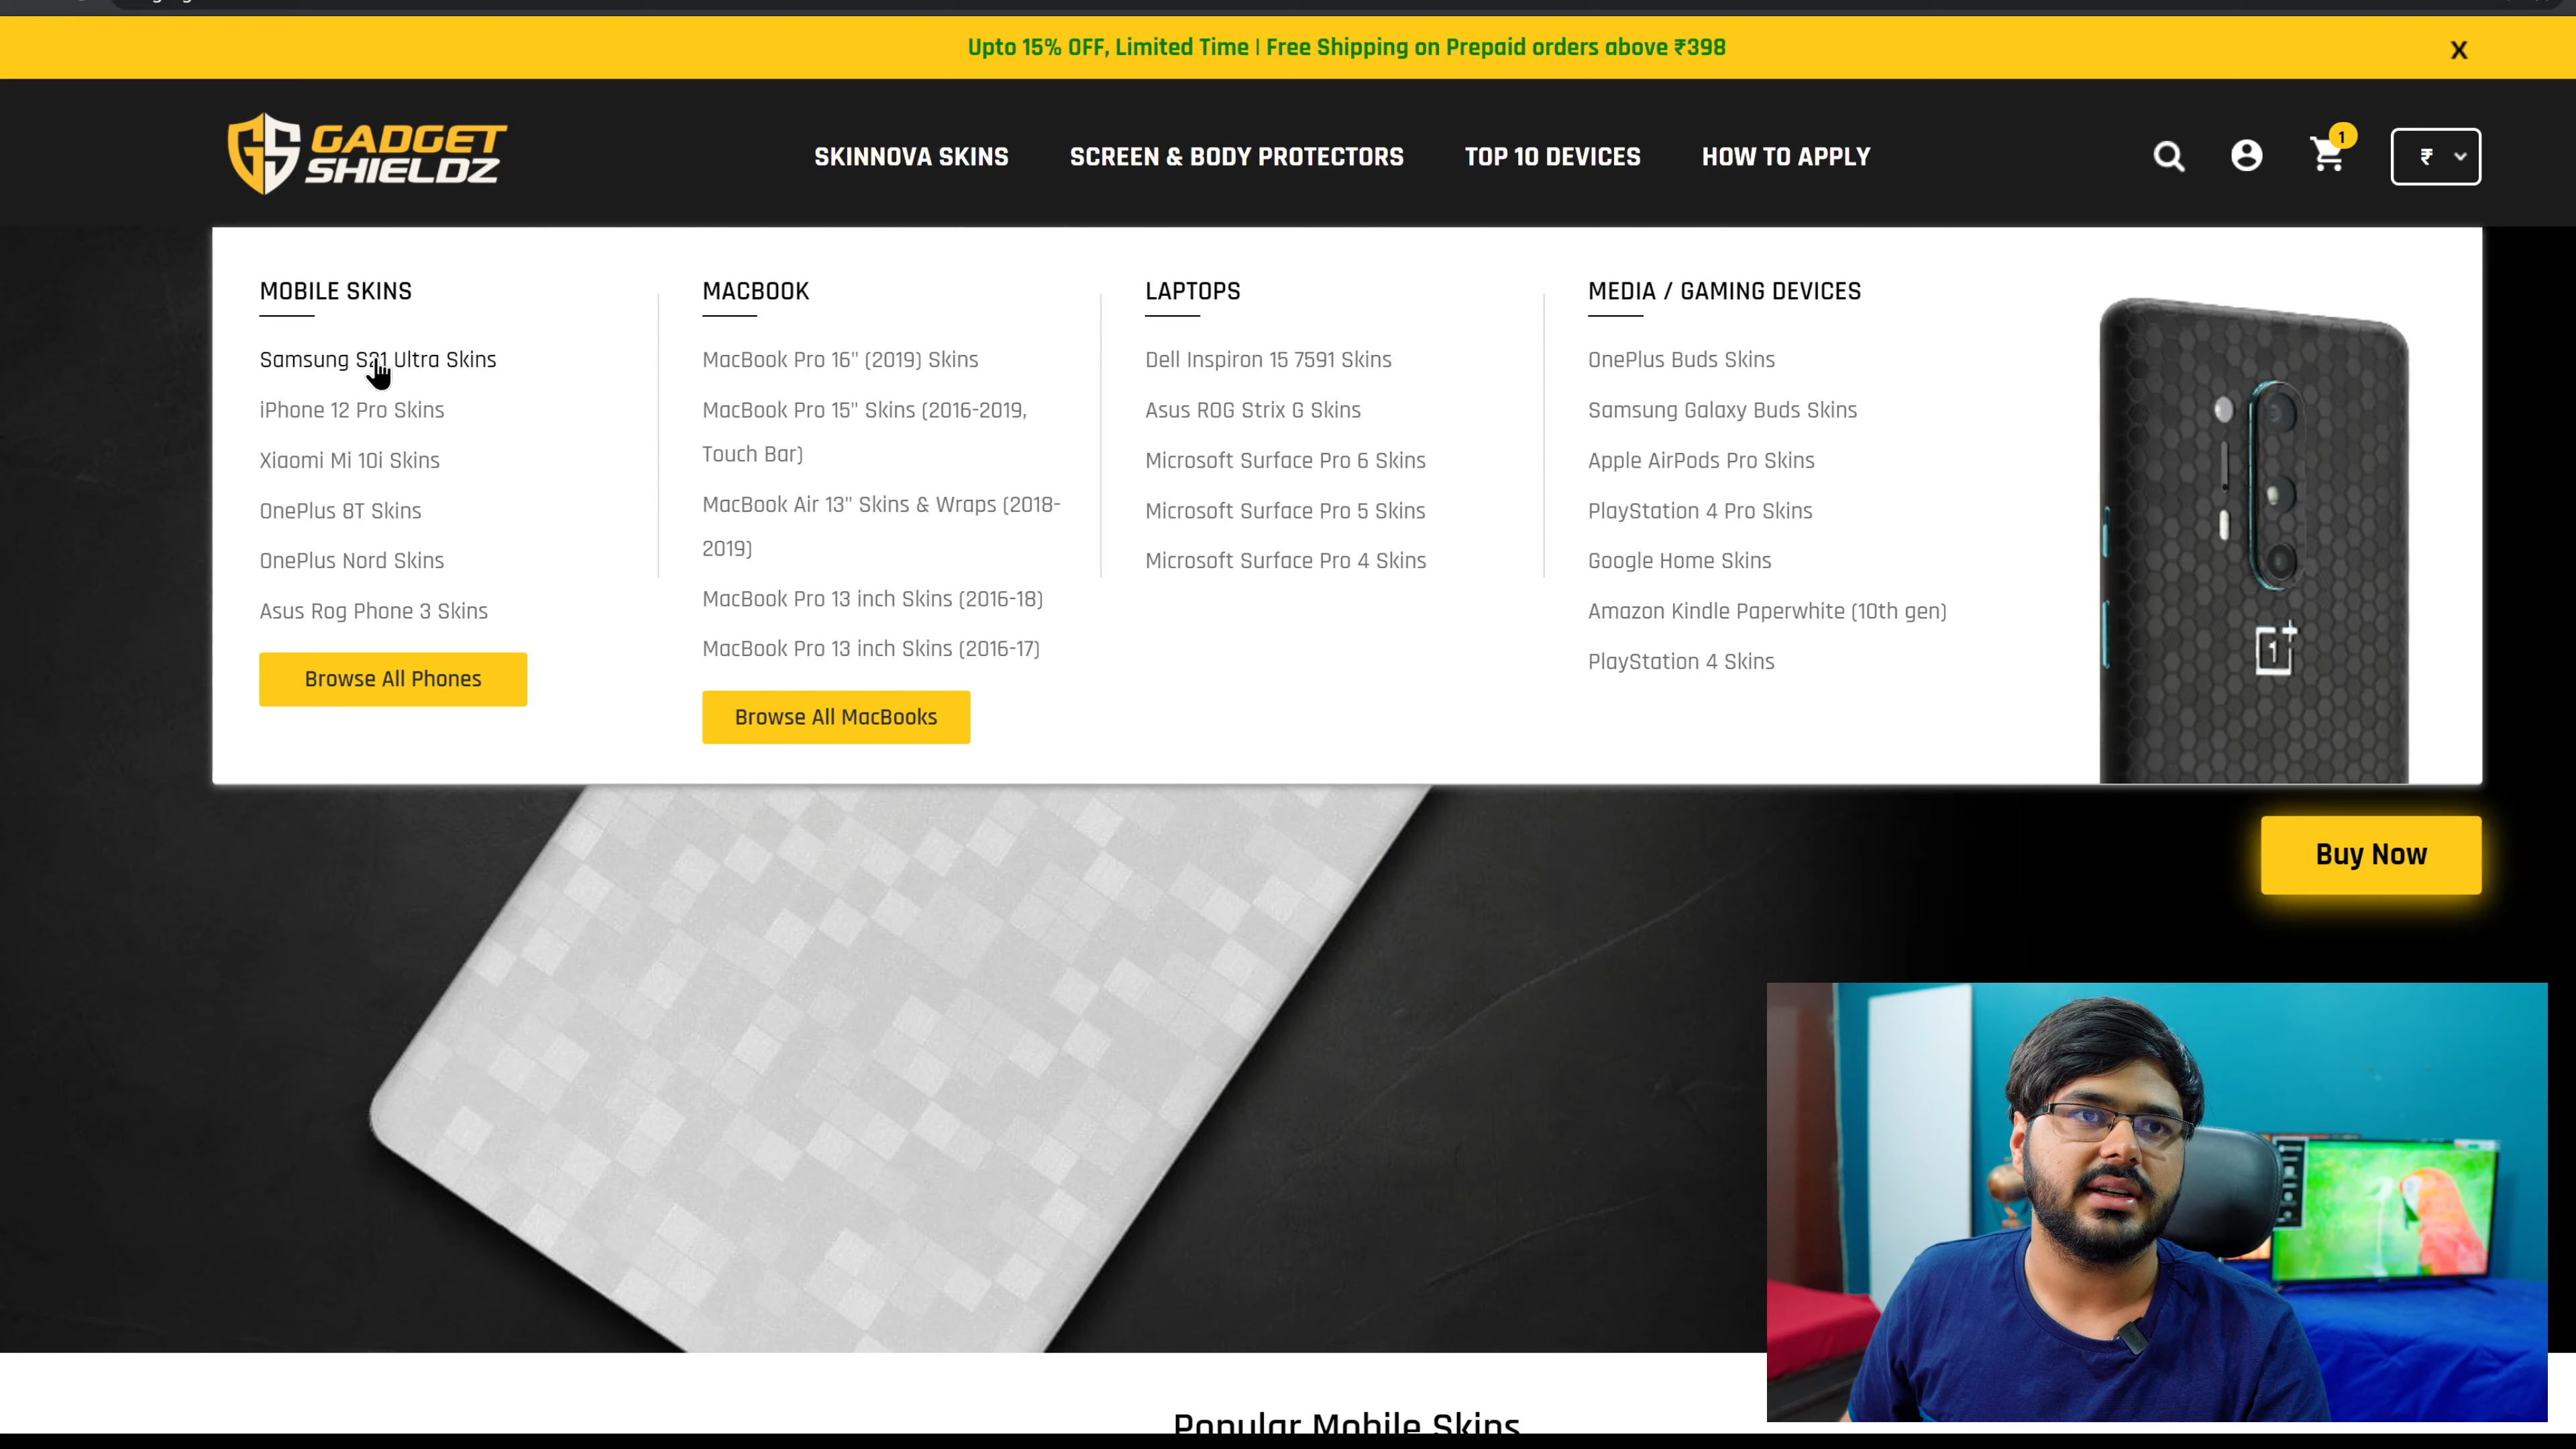 Upto 15% OFF, Limited Time | Free Shipping on Prepaid orders above ₹398
X
GADGET
SHIELDZ
SKINNOVA SKINS
SCREEN & BODY PROTECTORS
TOP 10 DEVICES
HOW TO APPLY
1
₹
MOBILE SKINS
Samsung S21 Ultra Skins
iPhone 12 Pro Skins
Xiaomi Mi 10i Skins
OnePlus 8T Skins
OnePlus Nord Skins
Asus Rog Phone 3 Skins
Browse All Phones
MACBOOK
MacBook Pro 16" (2019) Skins
MacBook Pro 15" Skins (2016-2019,
Touch Bar)
MacBook Air 13" Skins & Wraps (2018-
2019)
MacBook Pro 13 inch Skins (2016-18)
MacBook Pro 13 inch Skins (2016-17)
Browse All MacBooks
LAPTOPS
Dell Inspiron 15 7591 Skins
Asus ROG Strix G Skins
Microsoft Surface Pro 6 Skins
Microsoft Surface Pro 5 Skins
Microsoft Surface Pro 4 Skins
MEDIA / GAMING DEVICES
OnePlus Buds Skins
Samsung Galaxy Buds Skins
Apple AirPods Pro Skins
PlayStation 4 Pro Skins
Google Home Skins
Amazon Kindle Paperwhite (10th gen)
PlayStation 4 Skins
Buy Now
Popular Mobile Skins